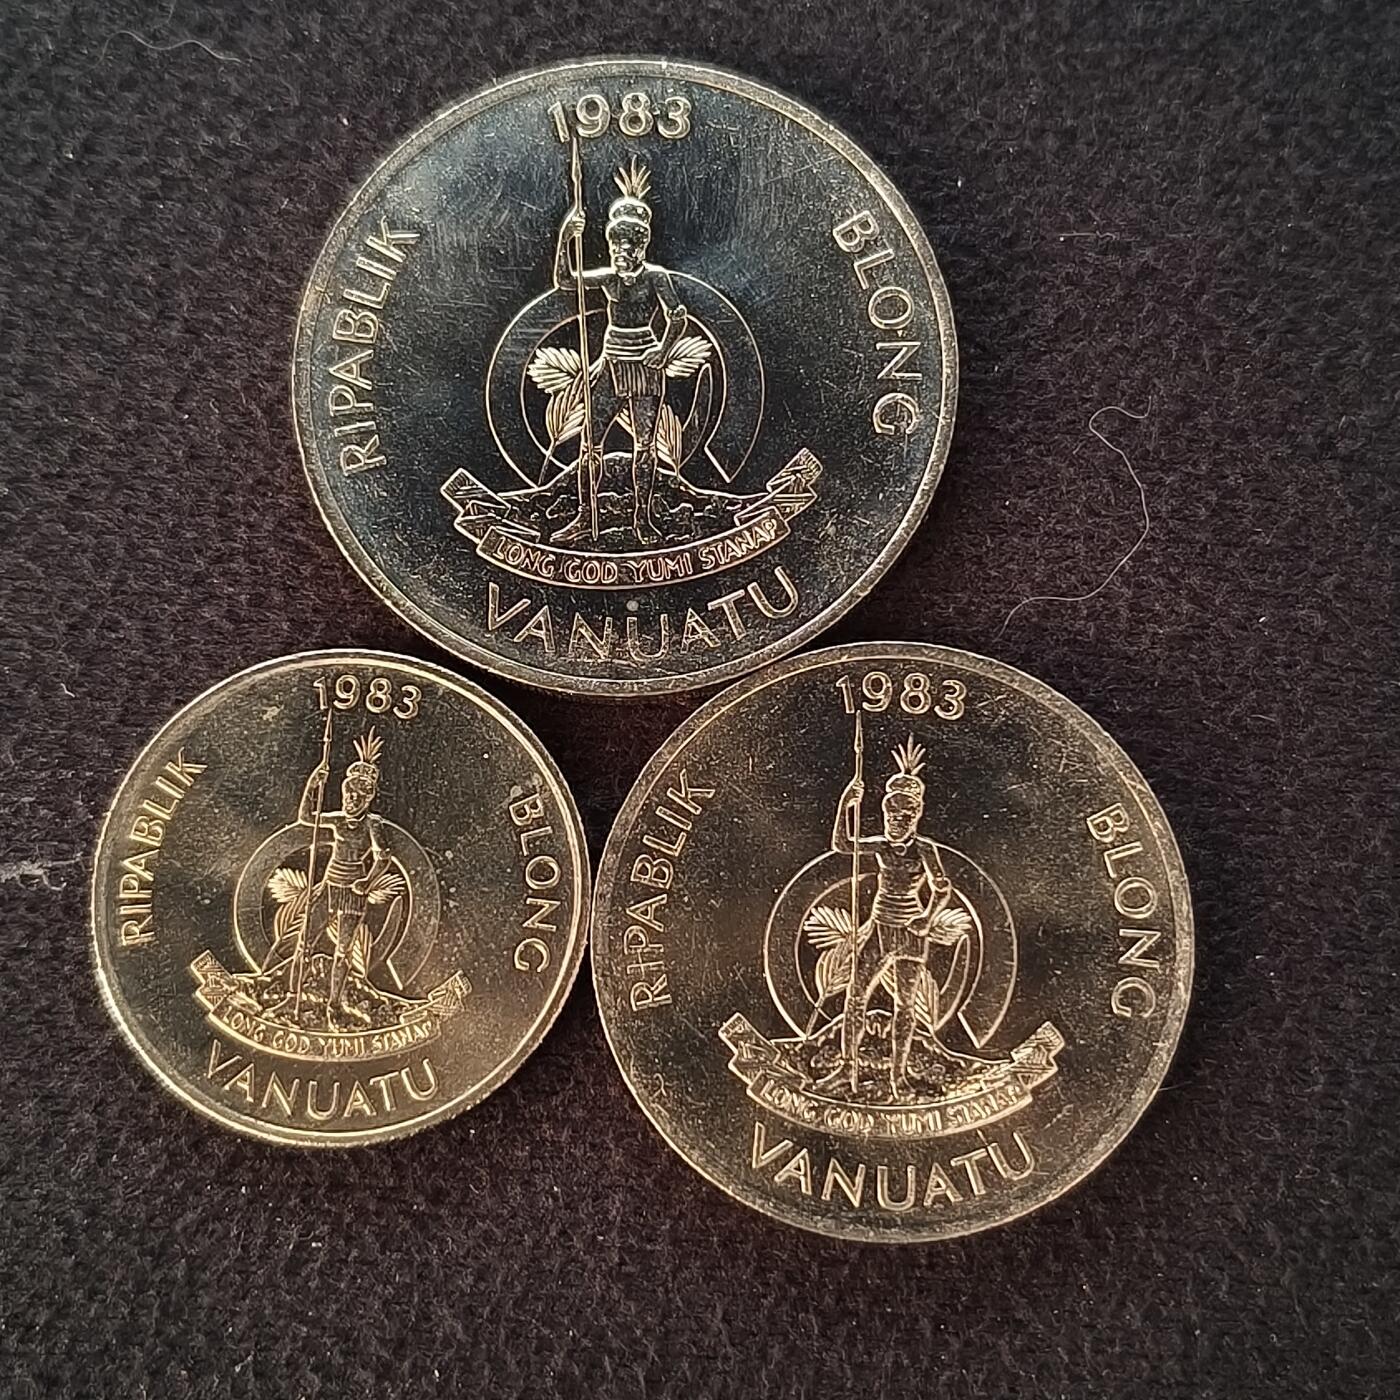 1983
RIPABLIK BLONG
LONG GOD YUMI STANAP
VANUATU
1983
RIPABLIK BLONG
LONG GOD YUMI STANAP
VANUATU
1983
RIPABLIK BLONG
LONG GOD YUMI STANAP
VANUATU